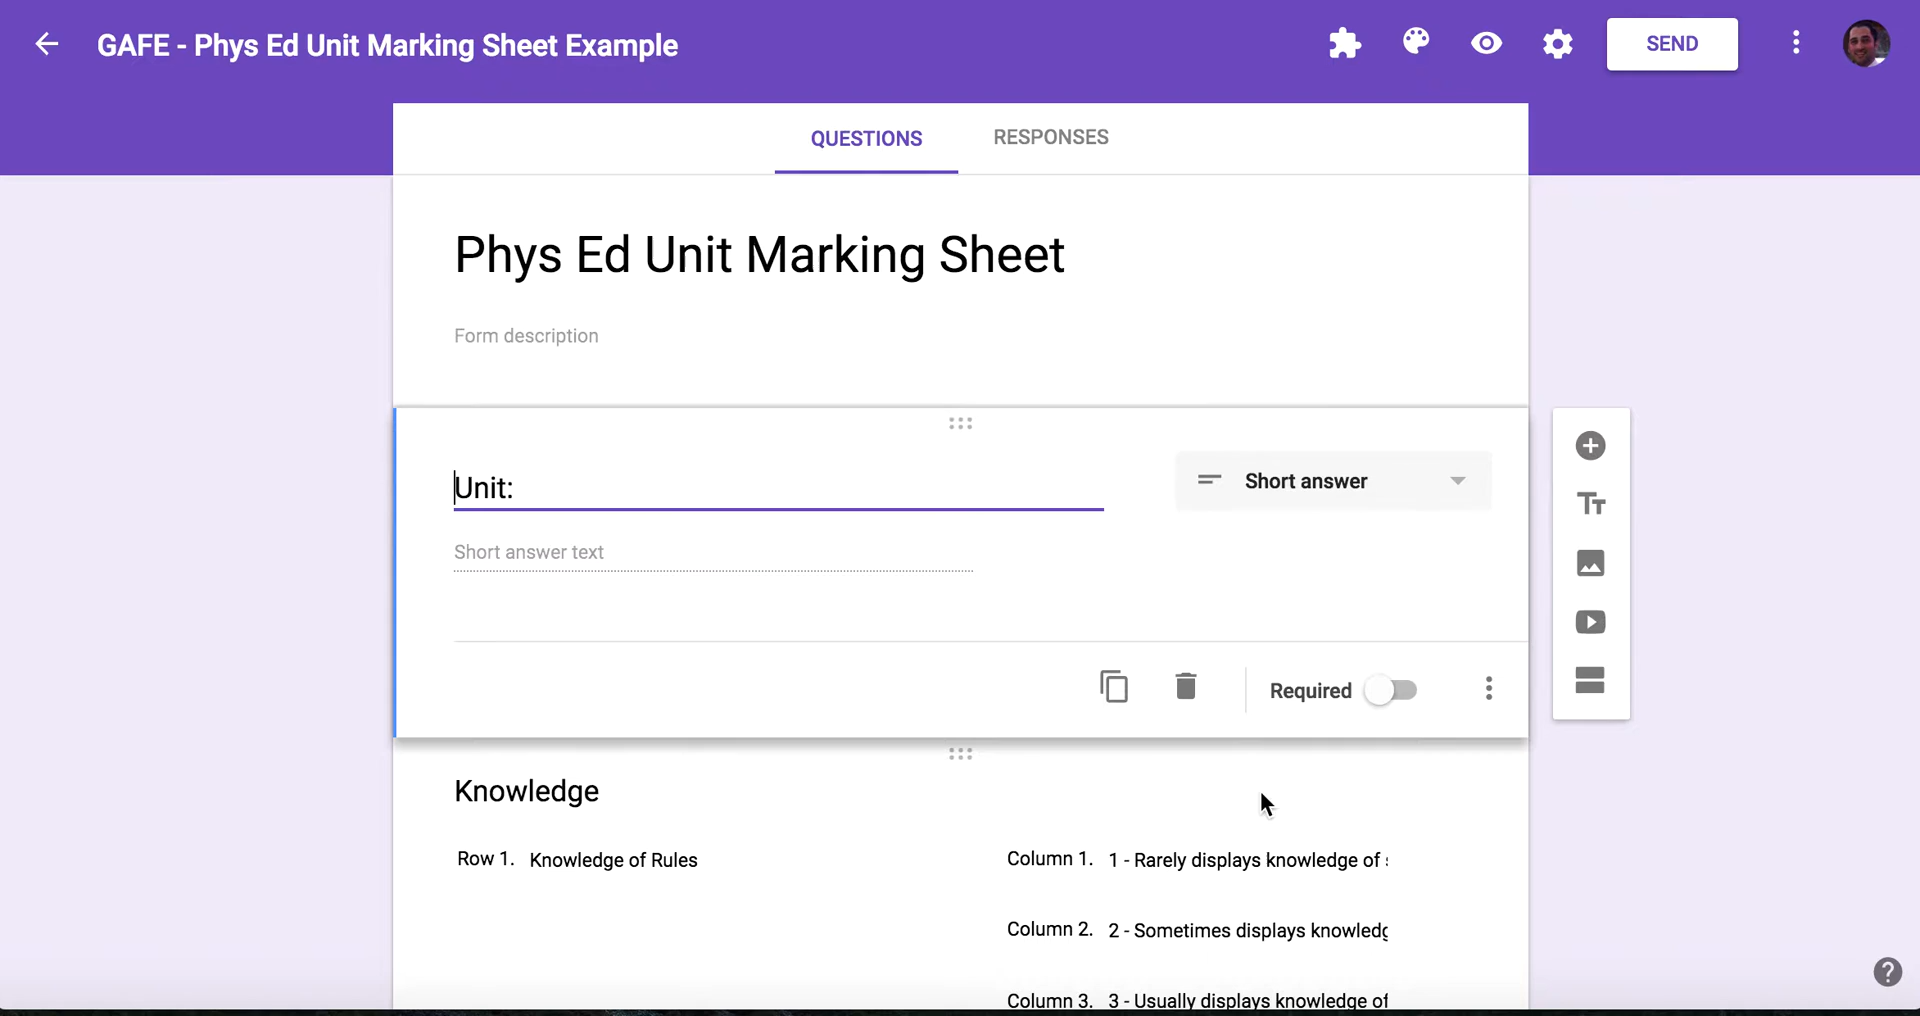 GAFE - Phys Ed Unit Marking Sheet Example
SEND
QUESTIONS
RESPONSES
Phys Ed Unit Marking Sheet
Form description
Unit:
Short answer
Short answer text
Required
Knowledge
Row 1. Knowledge of Rules
Column 1. 1 - Rarely displays knowledge of
Column 2. 2 - Sometimes displays knowledg
Column 3. 3 - Usually displays knowledge of